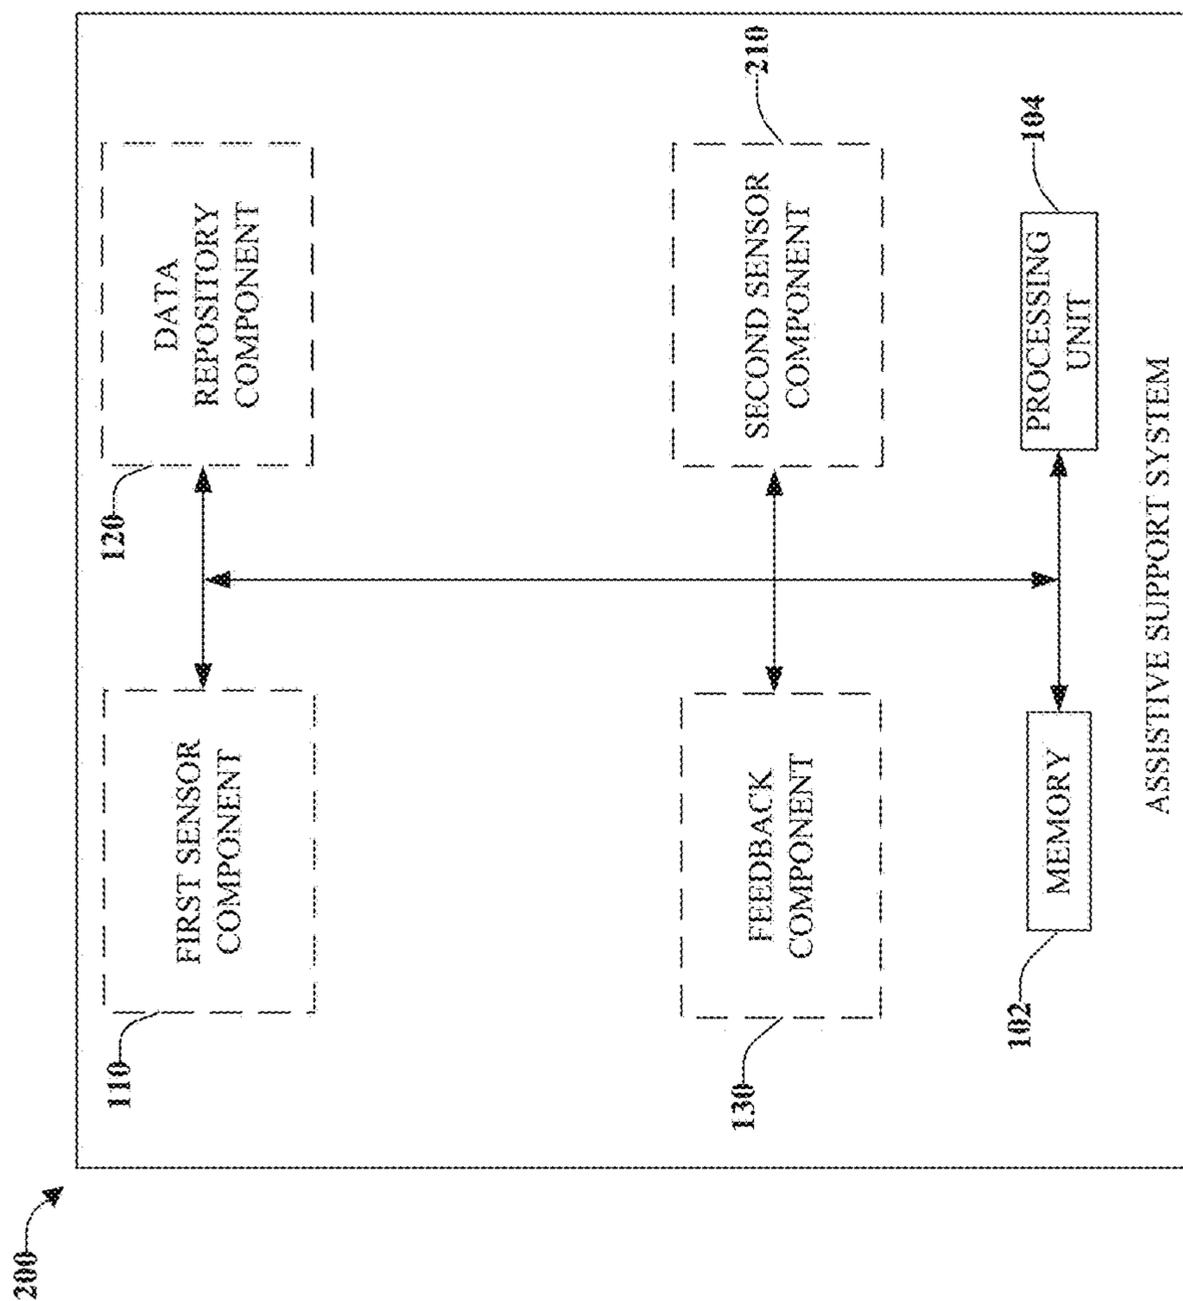 200
110
FIRST SENSOR
COMPONENT
120
DATA
REPOSITORY
COMPONENT
130
FEEDBACK
COMPONENT
210
SECOND SENSOR
COMPONENT
102
MEMORY
104
PROCESSING
UNIT
ASSISTIVE SUPPORT SYSTEM